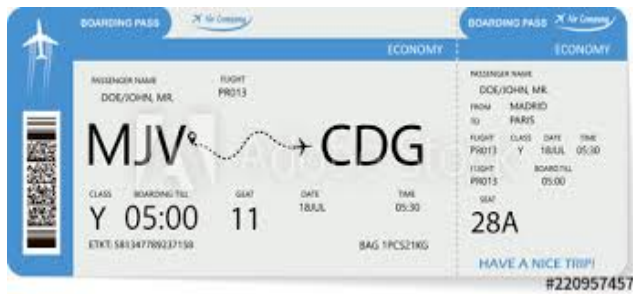 BOARDING PASS
Air Company
ECONOMY
PASSENGER NAME FLIGHT
DOE/JOHN, MR. PR013
MJV CDG
CLASS BOARDING TILL SEAT DATE TIME
Y 05:00 11 18JUL 05:30
ETKT: 581347789237158 BAG 1PC521KG
BOARDING PASS Air Company
ECONOMY
PASSENGER NAME
DOE/JOHN, MR.
FROM MADRID
TO PARIS
FLIGHT CLASS DATE TIME
PR013 Y 18JUL 05:30
FLIGHT BOARD TILL
PR013 05:00
SEAT
28A
HAVE A NICE TRIP!
#220957457